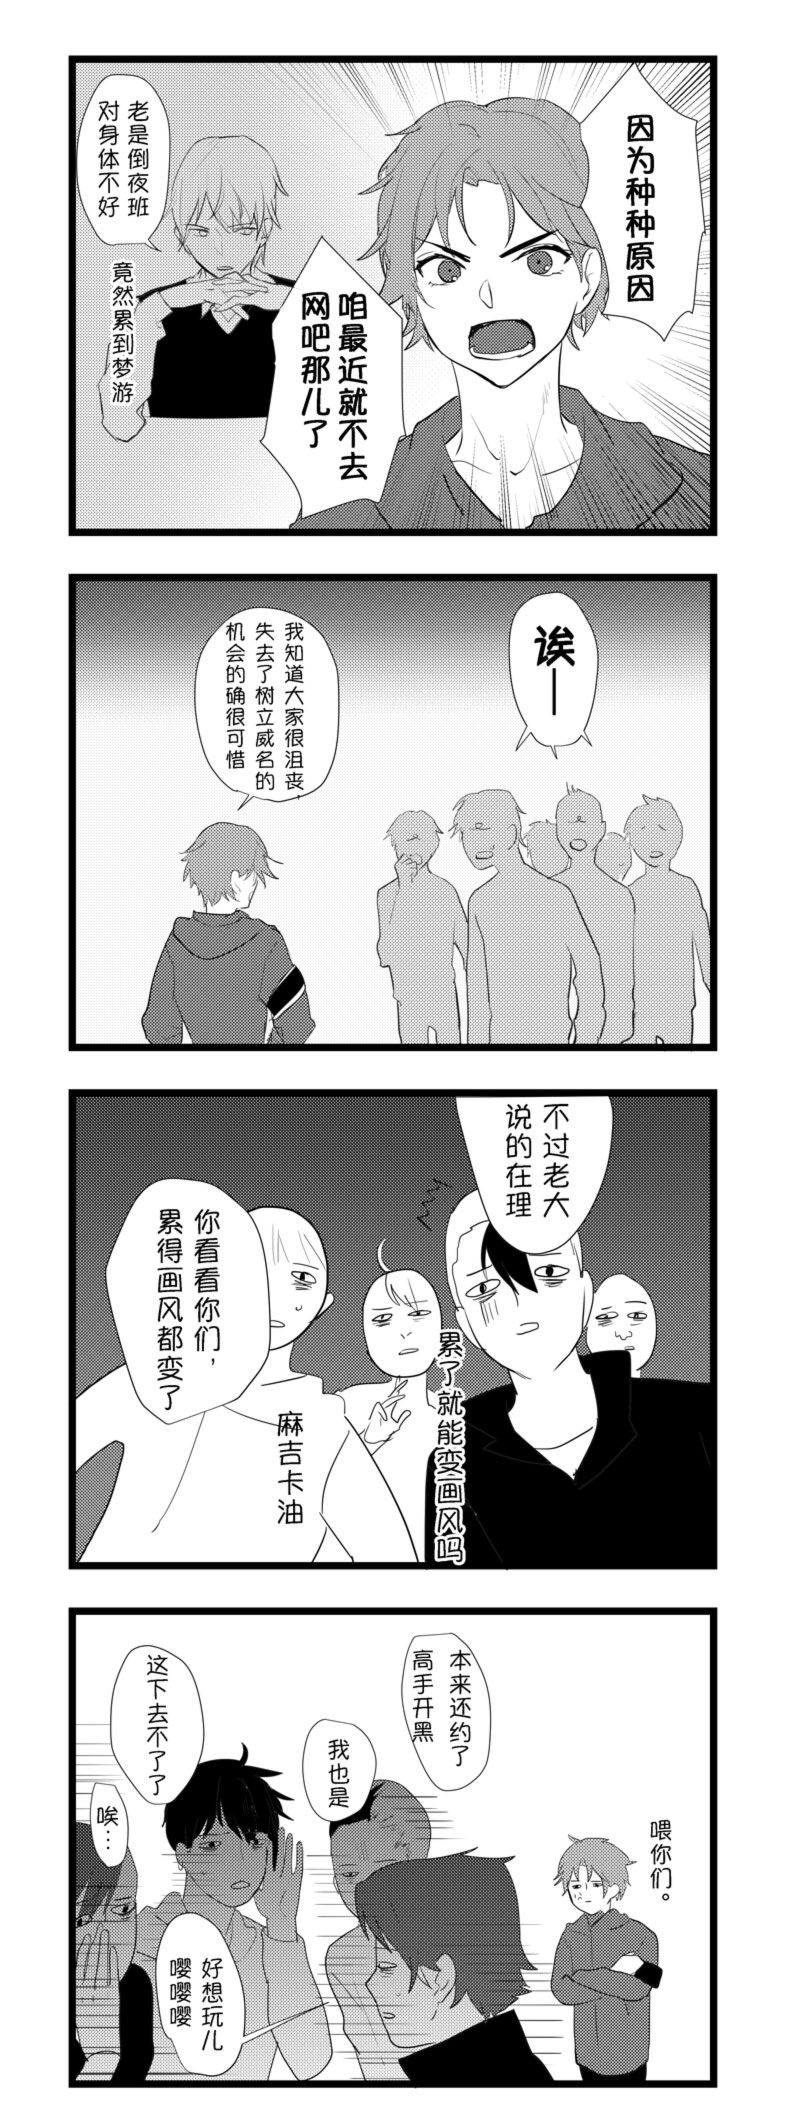 因为种种原因
咱最近就不去
网吧那儿了
老是倒夜班
对身体不好
竟然累到梦游
诶—
我知道大家很沮丧，
失去了树立威名的
机会的确很可惜
不过老大
说的在理
你看看你们，
累得画风都变了
累了就能变画风吗
麻吉卡油
本来还约了
高手开黑
我也是
这下去不了了
唉…
好想玩儿
嘤嘤嘤
喂你们。